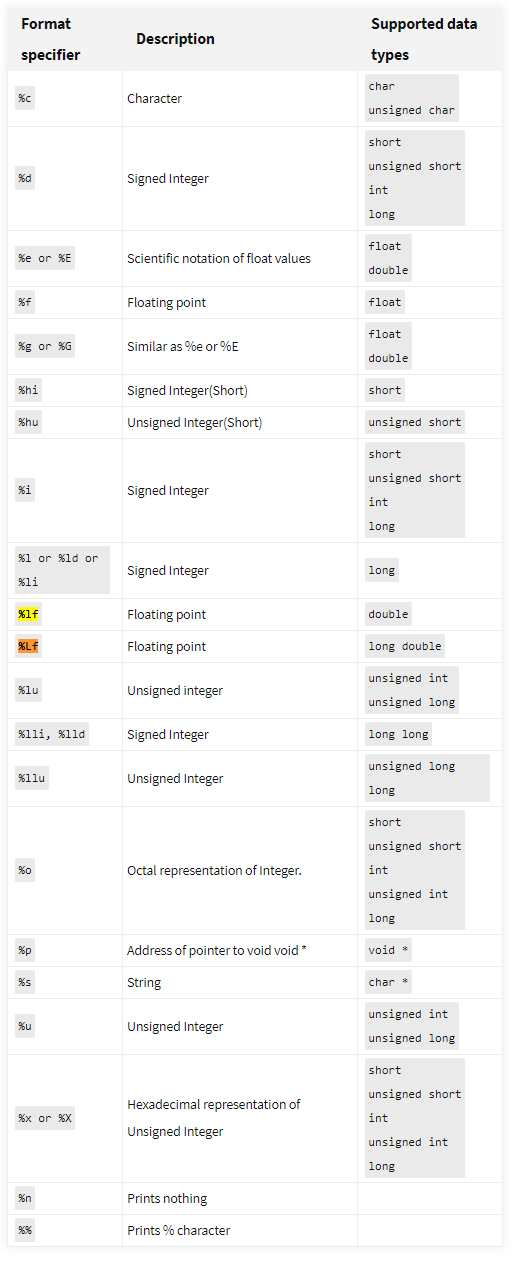 Format
specifier
Description
Supported data
types
%c
Character
char
unsigned char
%d
Signed Integer
short
unsigned short
int
long
%e or %E
Scientific notation of float values
float
double
%f
Floating point
float
%g or %G
Similar as %e or %E
float
double
%hi
Signed Integer(Short)
short
%hu
Unsigned Integer(Short)
unsigned short
%i
Signed Integer
short
unsigned short
int
long
%l or %ld or
%li
Signed Integer
long
%lf
Floating point
double
%Lf
Floating point
long double
%lu
Unsigned integer
unsigned int
unsigned long
%lli, %lld
Signed Integer
long long
%llu
Unsigned Integer
unsigned long
long
%o
Octal representation of Integer.
short
unsigned short
int
unsigned int
long
%p
Address of pointer to void void *
void *
%s
String
char *
%u
Unsigned Integer
unsigned int
unsigned long
%x or %X
Hexadecimal representation of
Unsigned Integer
short
unsigned short
int
unsigned int
long
%n
Prints nothing
%%
Prints % character